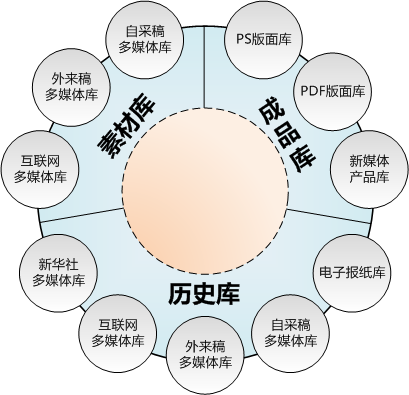 自采稿
多媒体库
外来稿
多媒体库
互联网
多媒体库
素材库
PS版面库
PDF版面库
新媒体
产品库
成品库
历史库
新华社
多媒体库
互联网
多媒体库
外来稿
多媒体库
自采稿
多媒体库
电子报纸库